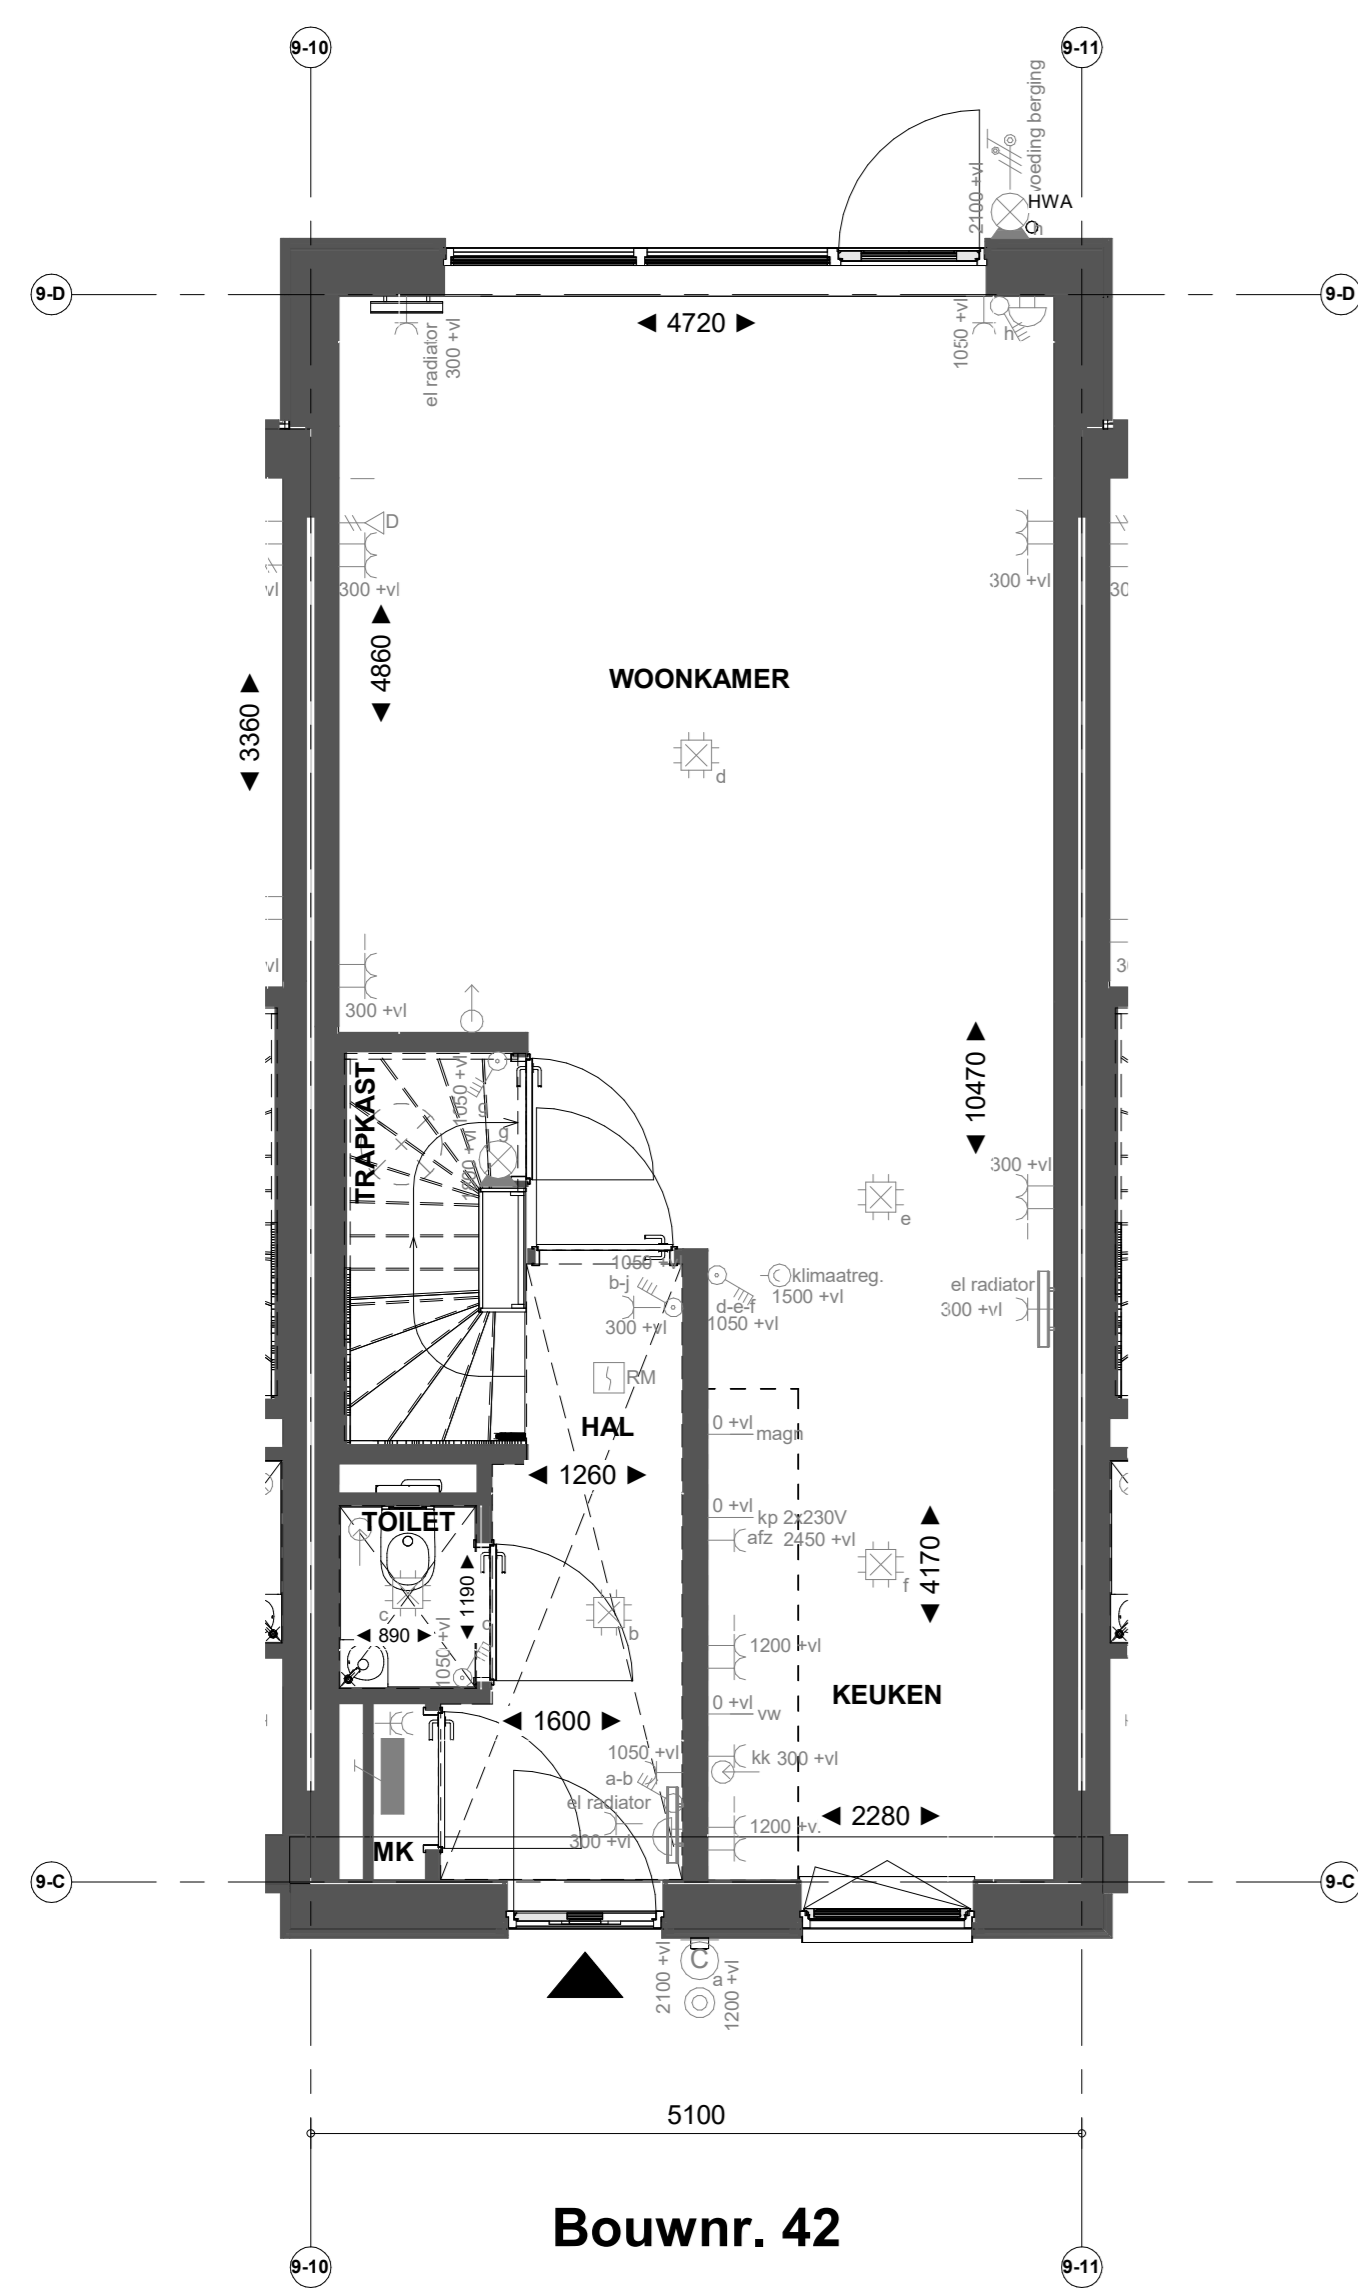 9-10
9-11
voeding berging
2100 +vl
HWA
h
9-D
9-D
4720
el radiator
300 +vl
1050 +vl
h
D
vl
300 +vl
300 +vl
30
4860
3360
WOONKAMER
d
vl
300 +vl
3
10470
TRAPKAST
1050 +vl
g
g
300 +vl
e
1050 +v
b-j
300 +vl
klimaatreg.
1500 +vl
d-e-f
1050 +vl
el radiator
300 +vl
RM
HAL
0 +vl
magn
1260
0 +vl
kp 2x230V
afz 2450 +vl
TOILET
4170
f
1190
c
c
890
1050 +vl
b
1200 +vl
KEUKEN
0 +vl
vw
1600
1050 +vl
kk 300 +vl
a-b
el radiator
300 +vl
1200 +v.
2280
MK
9-C
9-C
2100 +vl
C
a
1200 +vl
5100
Bouwnr. 42
9-10
9-11